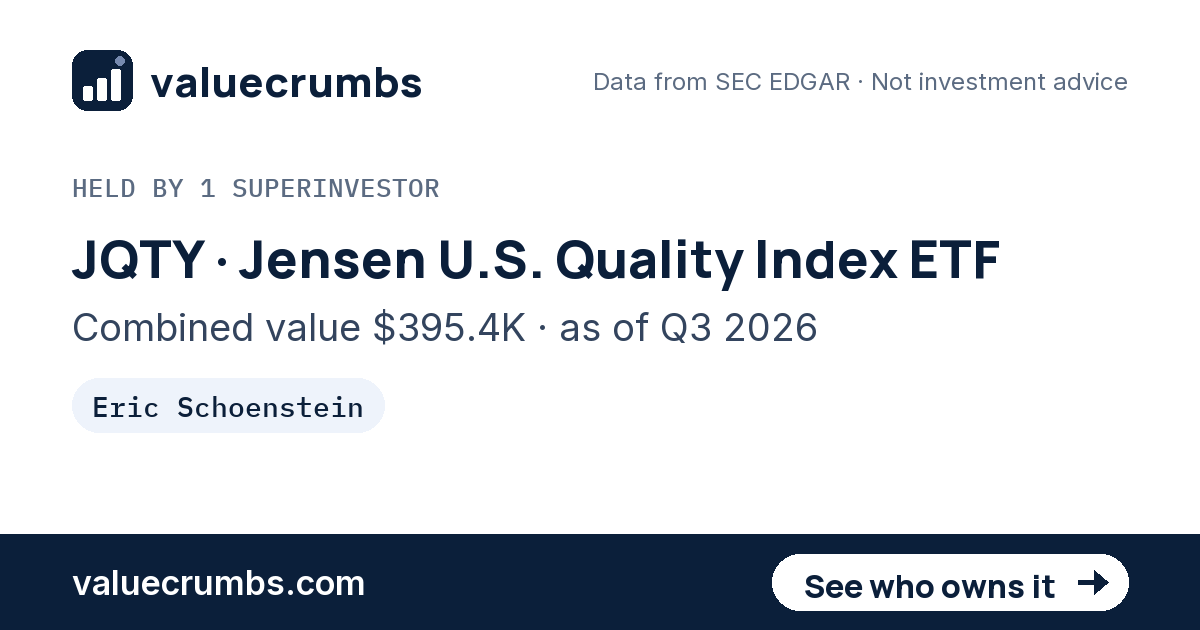 valuecrumbs
Data from SEC EDGAR · Not investment advice
HELD BY 1 SUPERINVESTOR
JQTY · Jensen U.S. Quality Index ETF
Combined value $395.4K · as of Q3 2026
Eric Schoenstein
valuecrumbs.com
See who owns it →